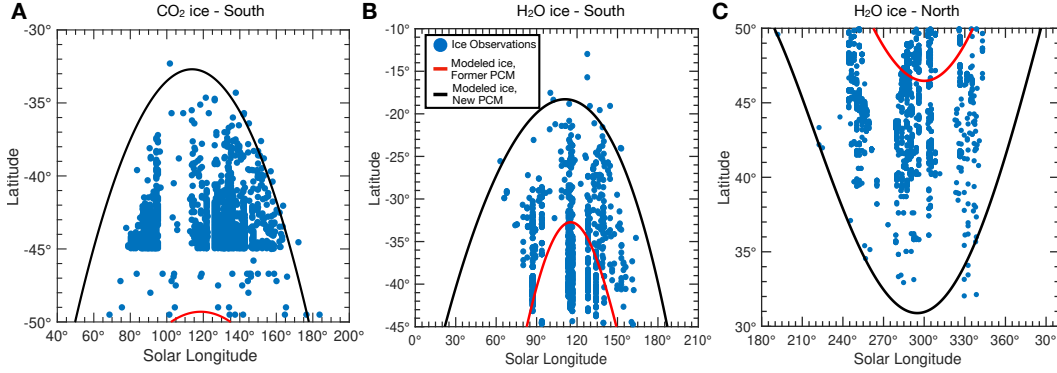 A
CO₂ ice - South
-30°
-35°
-40°
-45°
-50°
Latitude
40° 60° 80° 100° 120° 140° 160° 180° 200°
Solar Longitude
B
H₂O ice - South
-10°
-15°
-20°
-25°
-30°
-35°
-40°
-45°
Latitude
Ice Observations
Modeled ice,
Former PCM
Modeled ice,
New PCM
0° 30° 60° 90° 120° 150° 180° 210°
Solar Longitude
C
H₂O ice - North
50°
45°
40°
35°
30°
Latitude
180° 210° 240° 270° 300° 330° 360° 30°
Solar Longitude